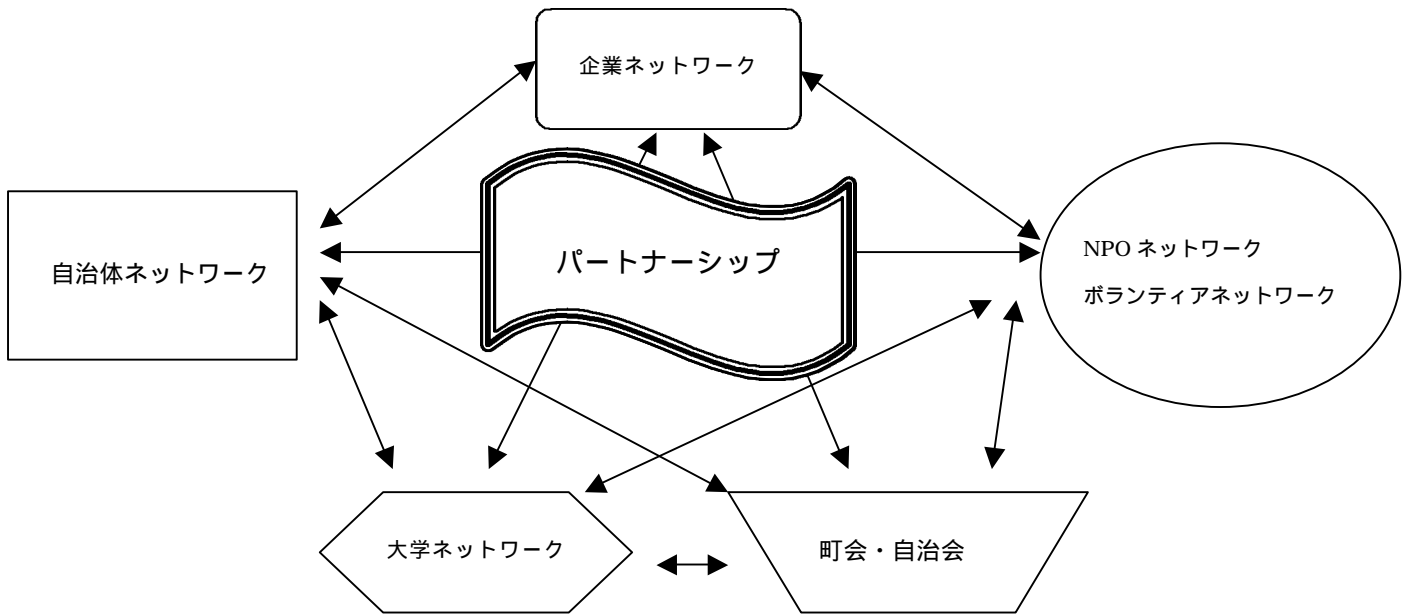 企業ネットワーク
自治体ネットワーク
パートナーシップ
NPO ネットワーク
ボランティアネットワーク
大学ネットワーク
町会・自治会